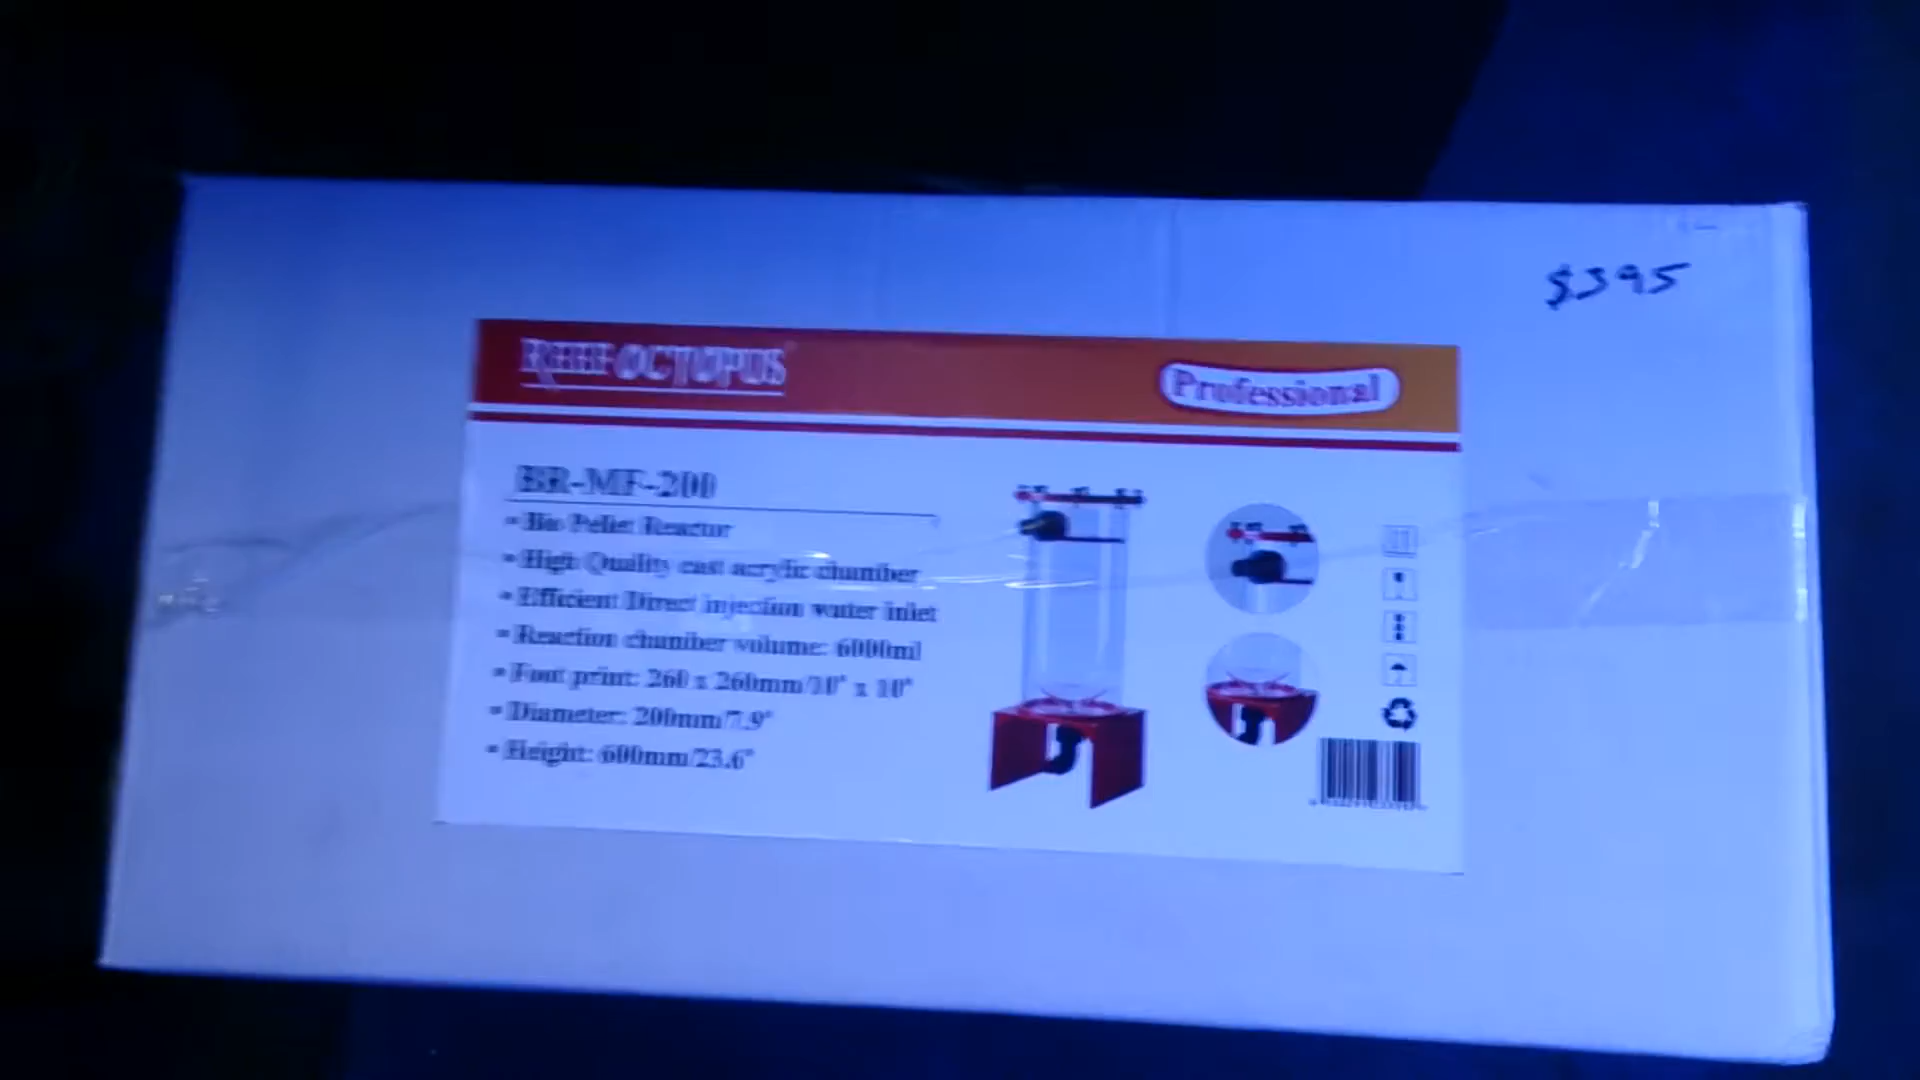 $395
REEF OCTOPUS
Professional
BR-MF-200
• Bio Pellet Reactor
• High Quality cast acrylic chamber
• Efficient Direct injection water inlet
• Reaction chamber volume: 6000ml
• Foot print: 260 x 260mm/10" x 10"
• Diameter: 200mm/7.9"
• Height: 600mm/23.6"